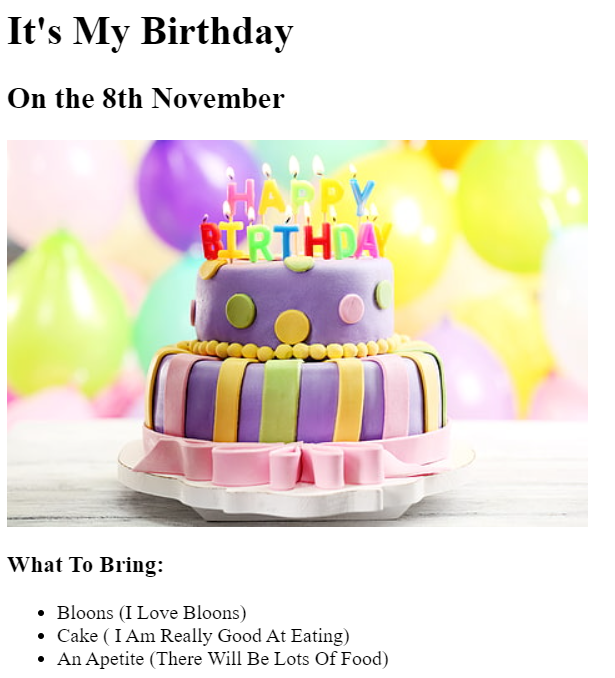 It's My Birthday
On the 8th November
HAPPY
BIRTHDAY
What To Bring:
Bloons (I Love Bloons)
Cake ( I Am Really Good At Eating)
An Apetite (There Will Be Lots Of Food)